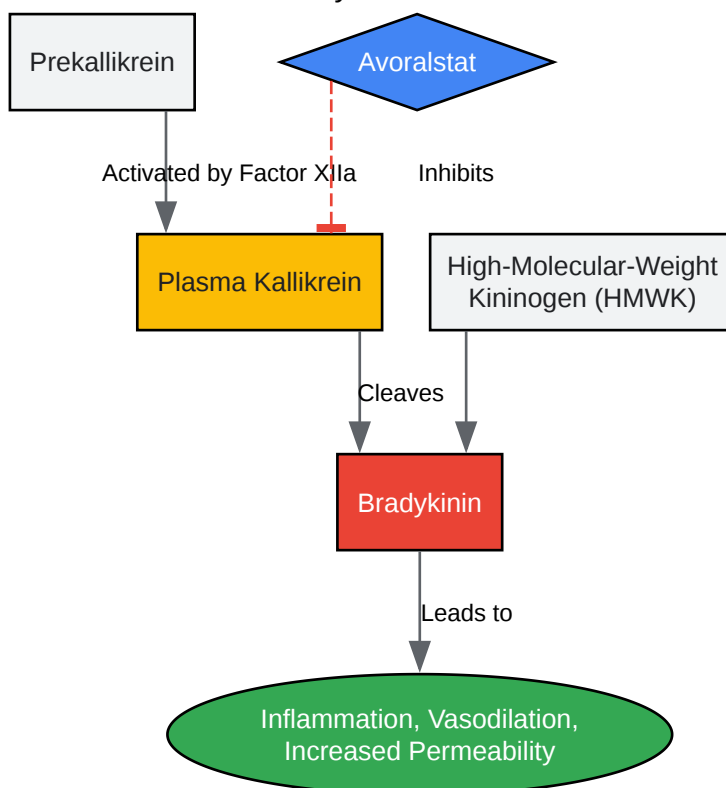 Prekallikrein
Avoralstat
Activated by Factor XIIa
Inhibits
Plasma Kallikrein
High-Molecular-Weight
Kininogen (HMWK)
Cleaves
Bradykinin
Leads to
Inflammation, Vasodilation,
Increased Permeability